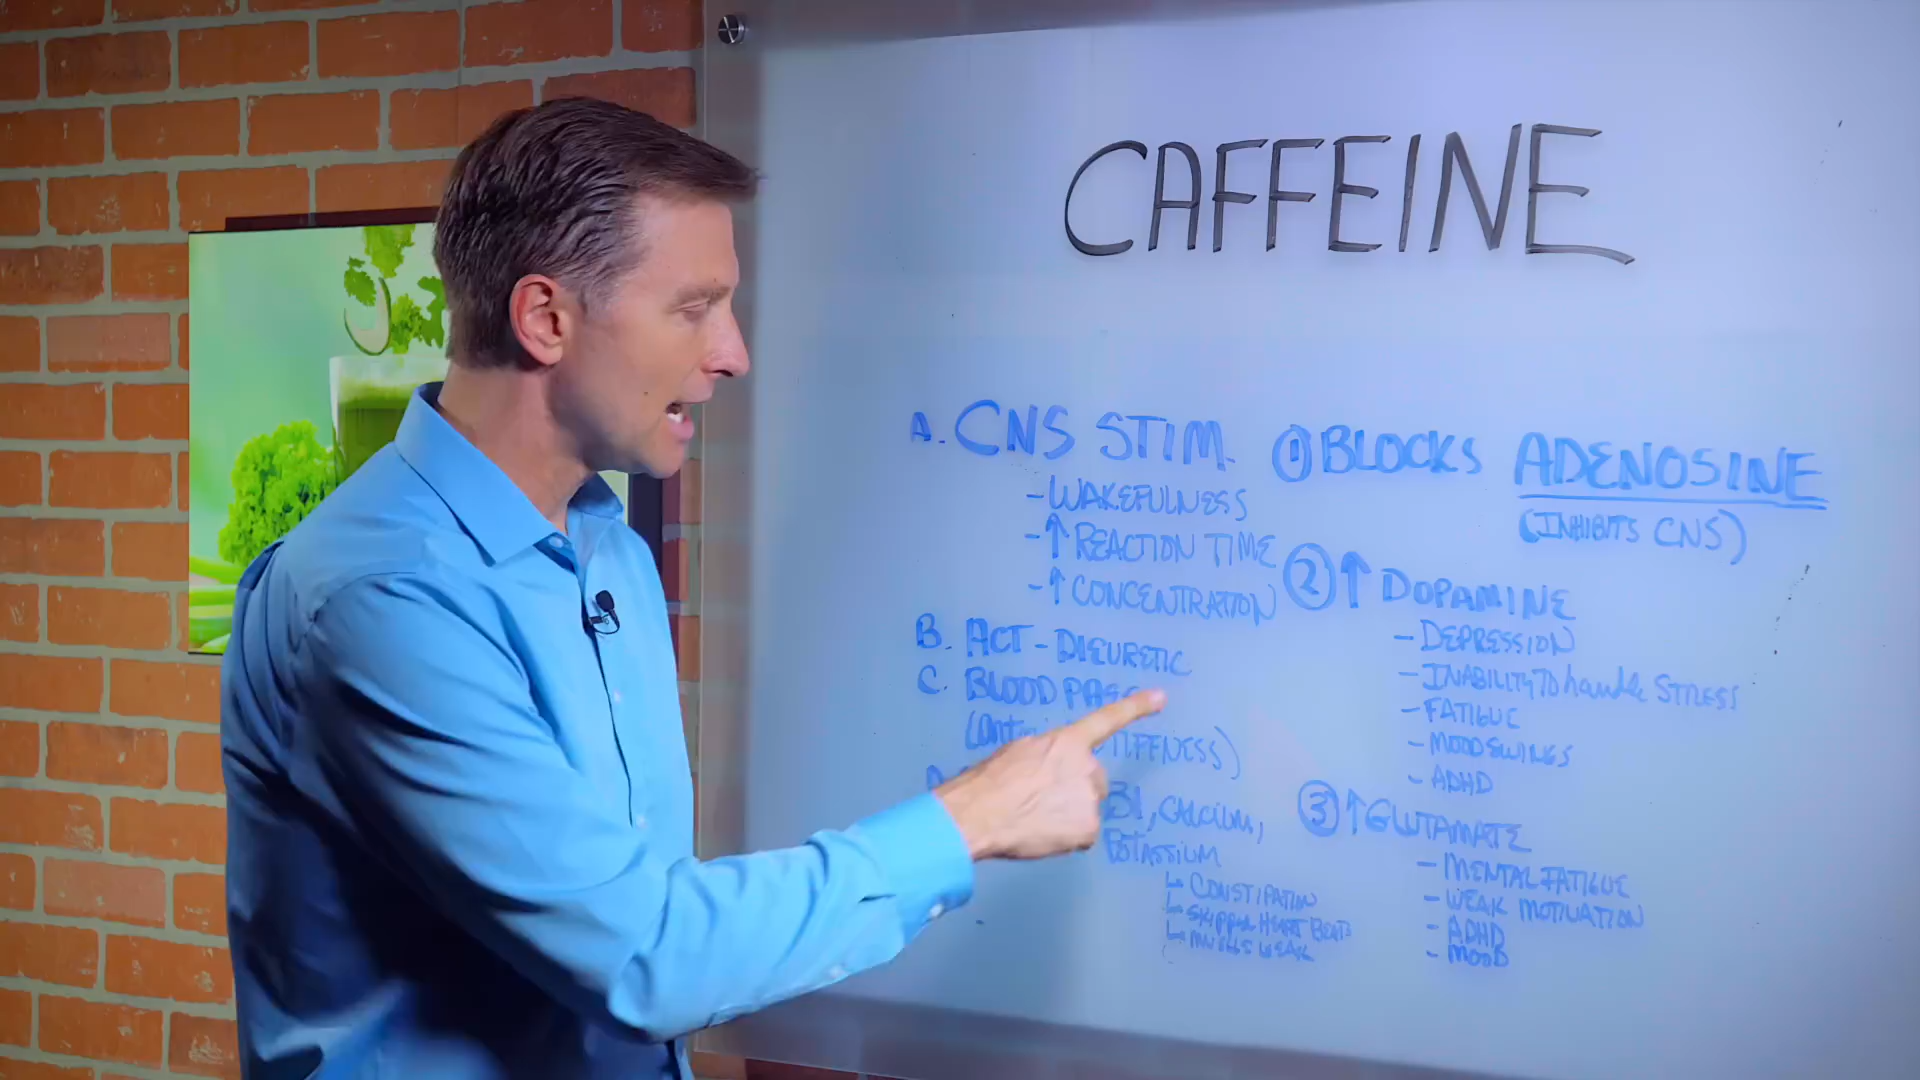 CAFFEINE
A. CNS STIM.
- WAKEFULNESS
- ↑ REACTION TIME
- ↑ CONCENTRATION
B. ACT - DIEURETIC
C. BLOOD
STIFFNESS)
B1, CALCIUM,
POTASSIUM
↳ CONSTIPATION
↳ SKIPPED HEART BEATS
↳ WEAK
① BLOCKS ADENOSINE
(INHIBITS CNS)
② ↑ DOPAMINE
- DEPRESSION
- INABILITY TO handle STRESS
- FATIGUE
- MOOD SWINGS
- ADHD
③ ↑ GLUTAMATE
- MENTAL FATIGUE
- WEAK MOTIVATION
- ADHD
- MOOD